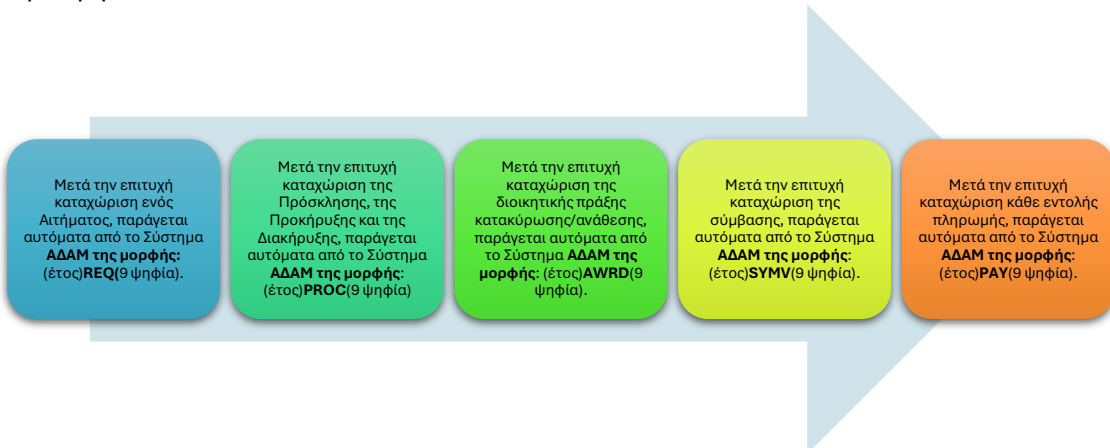 Μετά την επιτυχή
καταχώριση ενός
Αιτήματος, παράγεται
αυτόματα από το Σύστημα
ΑΔΑΜ της μορφής:
(έτος)REQ(9 ψηφία).
Μετά την επιτυχή
καταχώριση της
Πρόσκλησης, της
Προκήρυξης και της
Διακήρυξης, παράγεται
αυτόματα από το Σύστημα
ΑΔΑΜ της μορφής:
(έτος)PROC(9 ψηφία)
Μετά την επιτυχή
καταχώριση της
διοικητικής πράξης
κατακύρωσης/ανάθεσης,
παράγεται αυτόματα από
το Σύστημα ΑΔΑΜ της
μορφής: (έτος)AWRD(9
ψηφία).
Μετά την επιτυχή
καταχώριση της
σύμβασης, παράγεται
αυτόματα από το Σύστημα
ΑΔΑΜ της μορφής:
(έτος)SYMV(9 ψηφία).
Μετά την επιτυχή
καταχώριση κάθε εντολής
πληρωμής, παράγεται
αυτόματα από το Σύστημα
ΑΔΑΜ της μορφής:
(έτος)PAY(9 ψηφία).